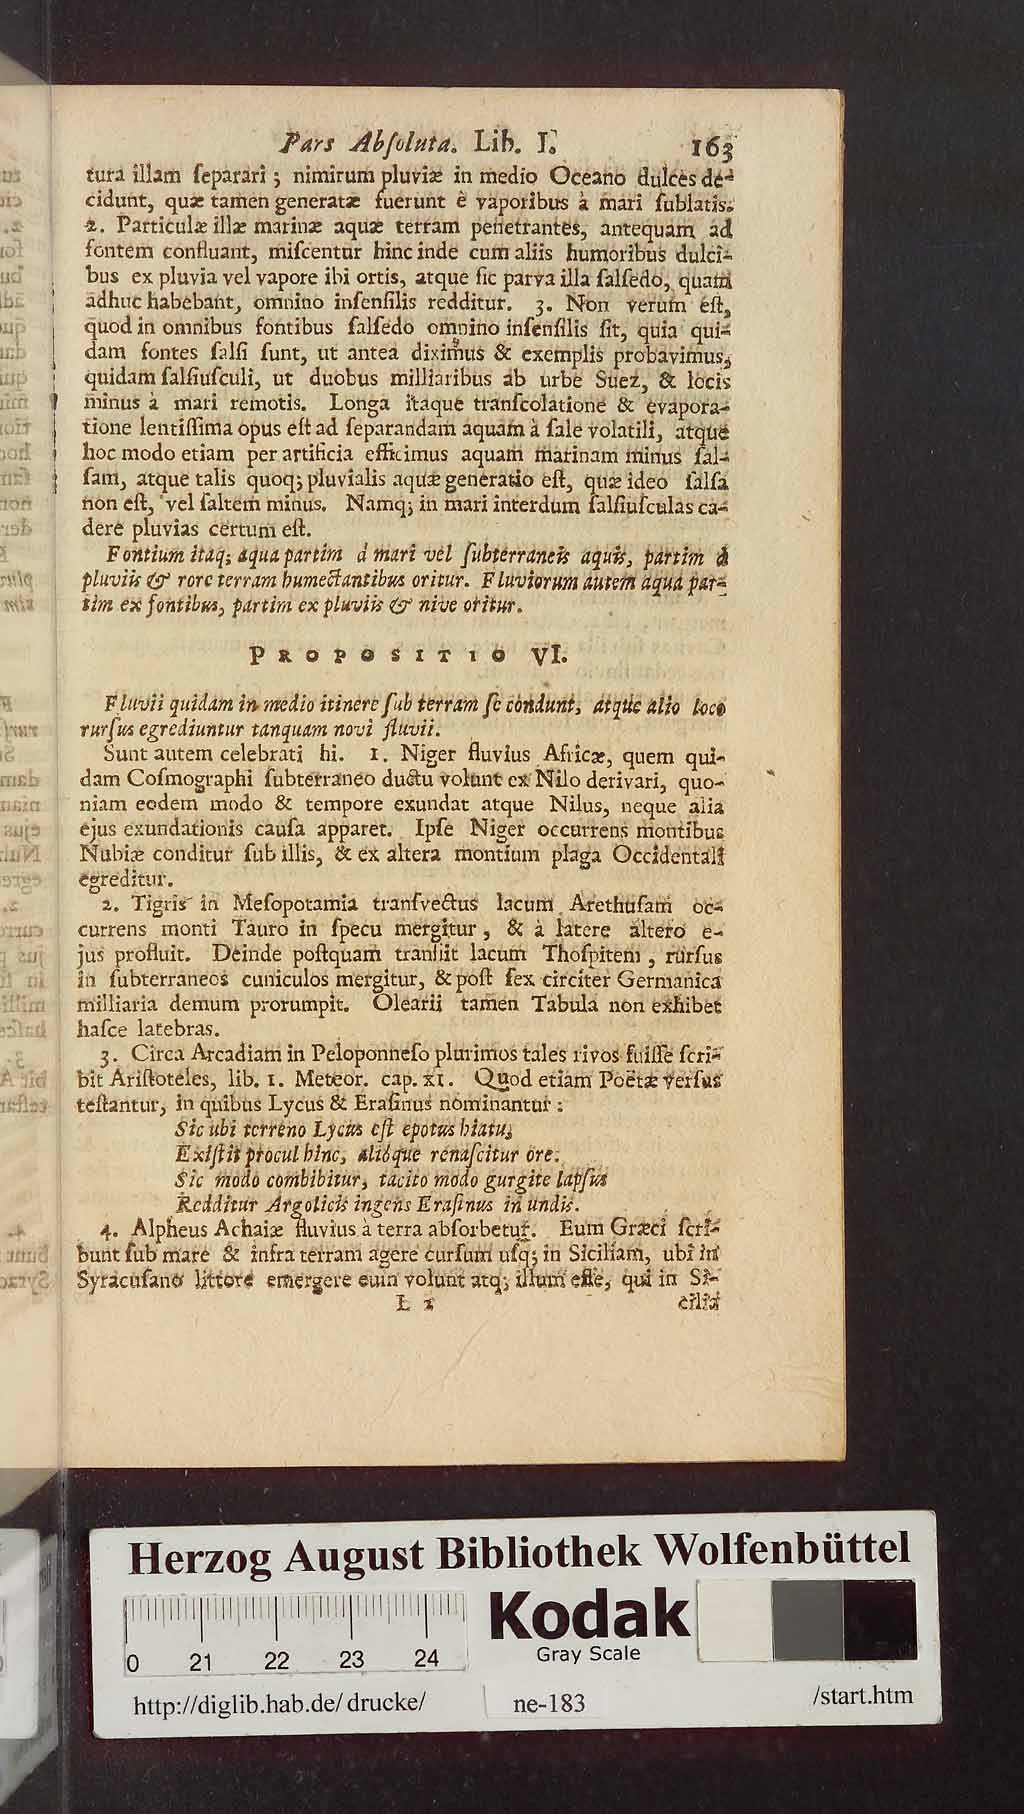 Pars Abſoluta. Lib. I. 163
tura illam ſeparari; nimirum pluviæ in medio Oceano dulces de-
cidunt, quæ tamen generatæ fuerunt è vaporibus à mari ſublatis.
2. Particulæ illæ marinæ aquæ terram penetrantes, antequam ad
fontem confluant, miſcentur hinc inde cum aliis humoribus dulci-
bus ex pluvia vel vapore ibi ortis, atque ſic parva illa ſalſedo, quam
adhuc habebant, omnino inſenſilis redditur. 3. Non verum eſt,
quod in omnibus fontibus ſalſedo omnino inſenſilis ſit, quia qui-
dam fontes ſalſi ſunt, ut antea diximus & exemplis probavimus,
quidam ſalſiuſculi, ut duobus milliaribus ab urbe Suez, & locis
minus à mari remotis. Longa itaque tranſcolatione & evapora-
tione lentiſſima opus eſt ad ſeparandam aquam à ſale volatili, atque
hoc modo etiam per artificia efficimus aquam marinam minus ſal-
ſam, atque talis quoq; pluvialis aquæ generatio eſt, quæ ideo ſalſa
non eſt, vel ſaltem minus. Namq; in mari interdum ſalſiuſculas ca-
dere pluvias certum eſt.
Fontium itaq; aqua partim à mari vel ſubterraneis aquis, partim à
pluviis & rore terram humectantibus oritur. Fluviorum autem aqua par-
tim ex fontibus, partim ex pluviis & nive oritur.
PROPOSITIO VI.
Fluvii quidam in medio itinere ſub terram ſe condunt, atque alio loco
rurſus egrediuntur tanquam novi fluvii.
Sunt autem celebrati hi. 1. Niger fluvius Africæ, quem qui-
dam Coſmographi ſubterraneo ductu volunt ex Nilo derivari, quo-
niam eodem modo & tempore exundat atque Nilus, neque alia
ejus exundationis cauſa apparet. Ipſe Niger occurrens montibus
Nubiæ conditur ſub illis, & ex altera montium plaga Occidentali
egreditur.
2. Tigris in Meſopotamia tranſvectus lacum Arethuſam oc-
currens monti Tauro in ſpecu mergitur, & à latere altero e-
jus profluit. Deinde poſtquam tranſiit lacum Thoſpitem, rurſus
in ſubterraneos cuniculos mergitur, & poſt ſex circiter Germanica
milliaria demum prorumpit. Olearii tamen Tabula non exhibet
haſce latebras.
3. Circa Arcadiam in Peloponneſo plurimos tales rivos fuiſſe ſcri-
bit Ariſtoteles, lib. 1. Meteor. cap. XI. Quod etiam Poëtæ verſus
teſtantur, in quibus Lycus & Eraſinus nominantur:
Sic ubi terreno Lycus eſt epotus hiatu,
Exiſtit procul hinc, alióque renaſcitur ore.
Sic modo combibitur, tacito modo gurgite lapſus
Redditur Argolicis ingens Eraſinus in undis.
4. Alpheus Achaiæ fluvius à terra abſorbetur. Eum Græci ſcri-
bunt ſub mare & infra terram agere curſum uſq; in Siciliam, ubi in
Syracuſano littore emergere eum volunt atq; illum eſſe, qui in Si-
L 2 cilia
Herzog August Bibliothek Wolfenbüttel
Kodak
Gray Scale
0 21 22 23 24
http://diglib.hab.de/drucke/ ne-183 /start.htm